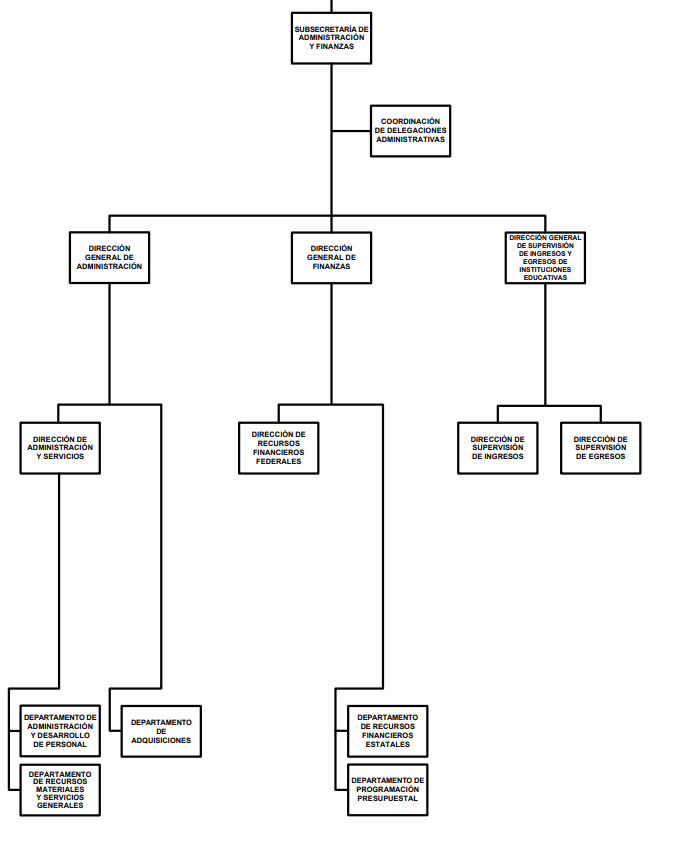 SUBSECRETARÍA DE
ADMINISTRACIÓN
Y FINANZAS
COORDINACIÓN
DE DELEGACIONES
ADMINISTRATIVAS
DIRECCIÓN
GENERAL DE
ADMINISTRACIÓN
DIRECCIÓN
GENERAL DE
FINANZAS
DIRECCIÓN GENERAL
DE SUPERVISIÓN
DE INGRESOS Y
EGRESOS DE
INSTITUCIONES
EDUCATIVAS
DIRECCIÓN DE
ADMINISTRACIÓN
Y SERVICIOS
DIRECCIÓN DE
RECURSOS
FINANCIEROS
FEDERALES
DIRECCIÓN DE
SUPERVISIÓN
DE INGRESOS
DIRECCIÓN DE
SUPERVISIÓN
DE EGRESOS
DEPARTAMENTO DE
ADMINISTRACIÓN
Y DESARROLLO
DE PERSONAL
DEPARTAMENTO
DE
ADQUISICIONES
DEPARTAMENTO
DE RECURSOS
FINANCIEROS
ESTATALES
DEPARTAMENTO
DE RECURSOS
MATERIALES
Y SERVICIOS
GENERALES
DEPARTAMENTO DE
PROGRAMACIÓN
PRESUPUESTAL